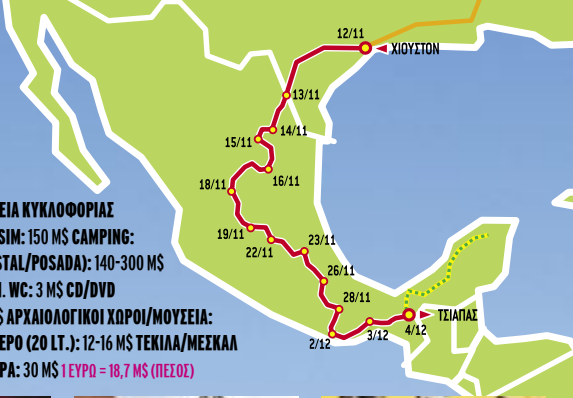 12/11
ΧΙΟΥΣΤΟΝ
13/11
14/11
15/11
16/11
18/11
19/11
22/11
23/11
26/11
28/11
2/12
3/12
4/12
ΤΣΙΑΠΑΣ
ΕΙΑ ΚΥΚΛΟΦΟΡΙΑΣ
SIM: 150 M$ CAMPING:
STAL/POSADA): 140-300 M$
. WC: 3 M$ CD/DVD
$ ΑΡΧΑΙΟΛΟΓΙΚΟΙ ΧΩΡΟΙ/ΜΟΥΣΕΙΑ:
ΕΡΟ (20 LT.): 12-16 M$ ΤΕΚΙΛΑ/ΜΕΣΚΑΛ
ΡΑ: 30 M$ 1 ΕΥΡΩ = 18,7 M$ (ΠΕΣΟΣ)